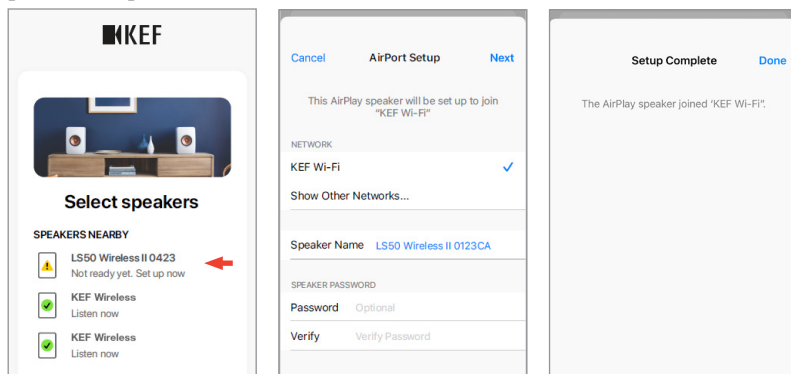 KEF
Select speakers
SPEAKERS NEARBY
LS50 Wireless II 0423
Not ready yet. Set up now
KEF Wireless
Listen now
KEF Wireless
Listen now
Cancel AirPort Setup Next
This AirPlay speaker will be set up to join
“KEF Wi-Fi”
NETWORK
KEF Wi-Fi
Show Other Networks...
Speaker Name LS50 Wireless II 0123CA
SPEAKER PASSWORD
Password Optional
Verify Verify Password
Setup Complete Done
The AirPlay speaker joined ‘KEF Wi-Fi”.